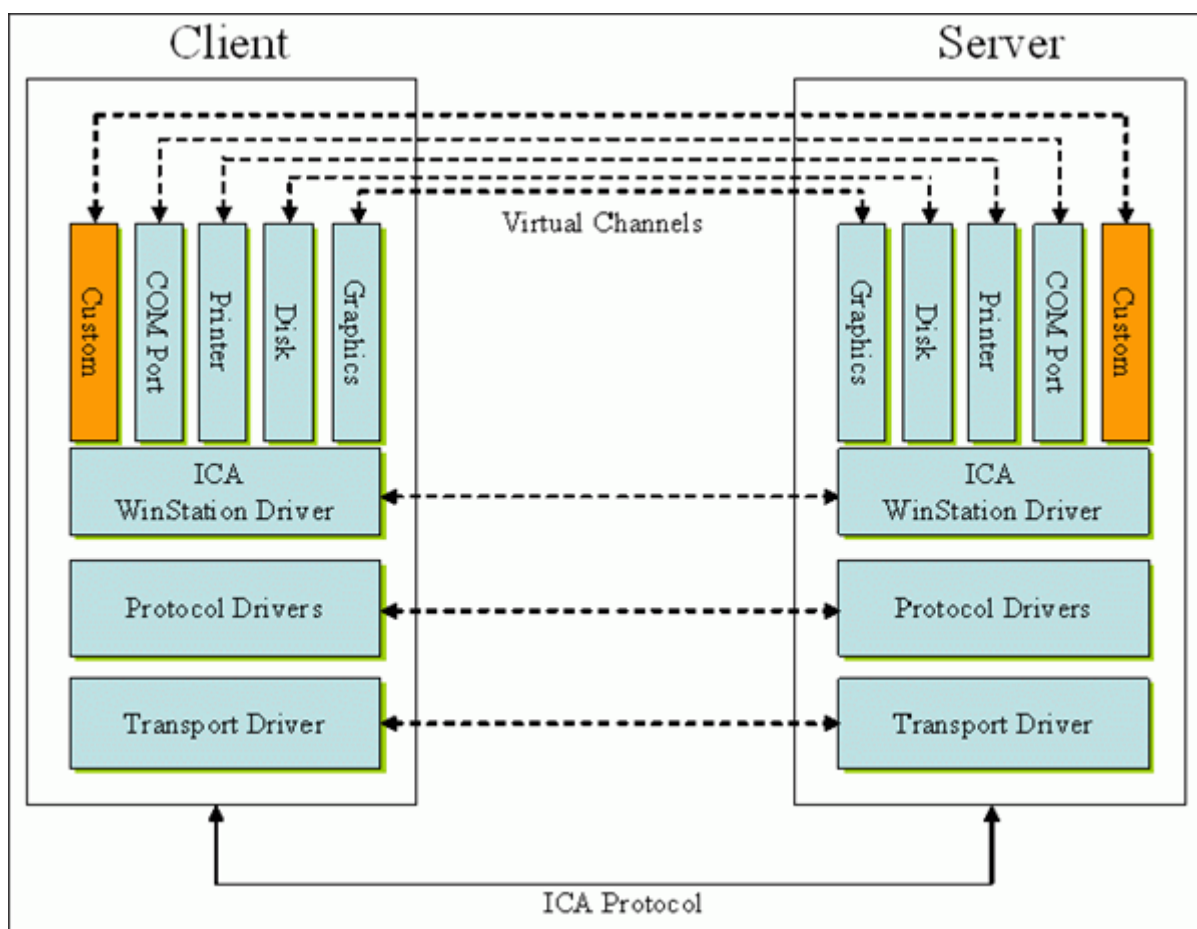 Client
Server
Virtual Channels
Custom
COM Port
Printer
Disk
Graphics
Graphics
Disk
Printer
COM Port
Custom
ICA
WinStation Driver
ICA
WinStation Driver
Protocol Drivers
Protocol Drivers
Transport Driver
Transport Driver
ICA Protocol